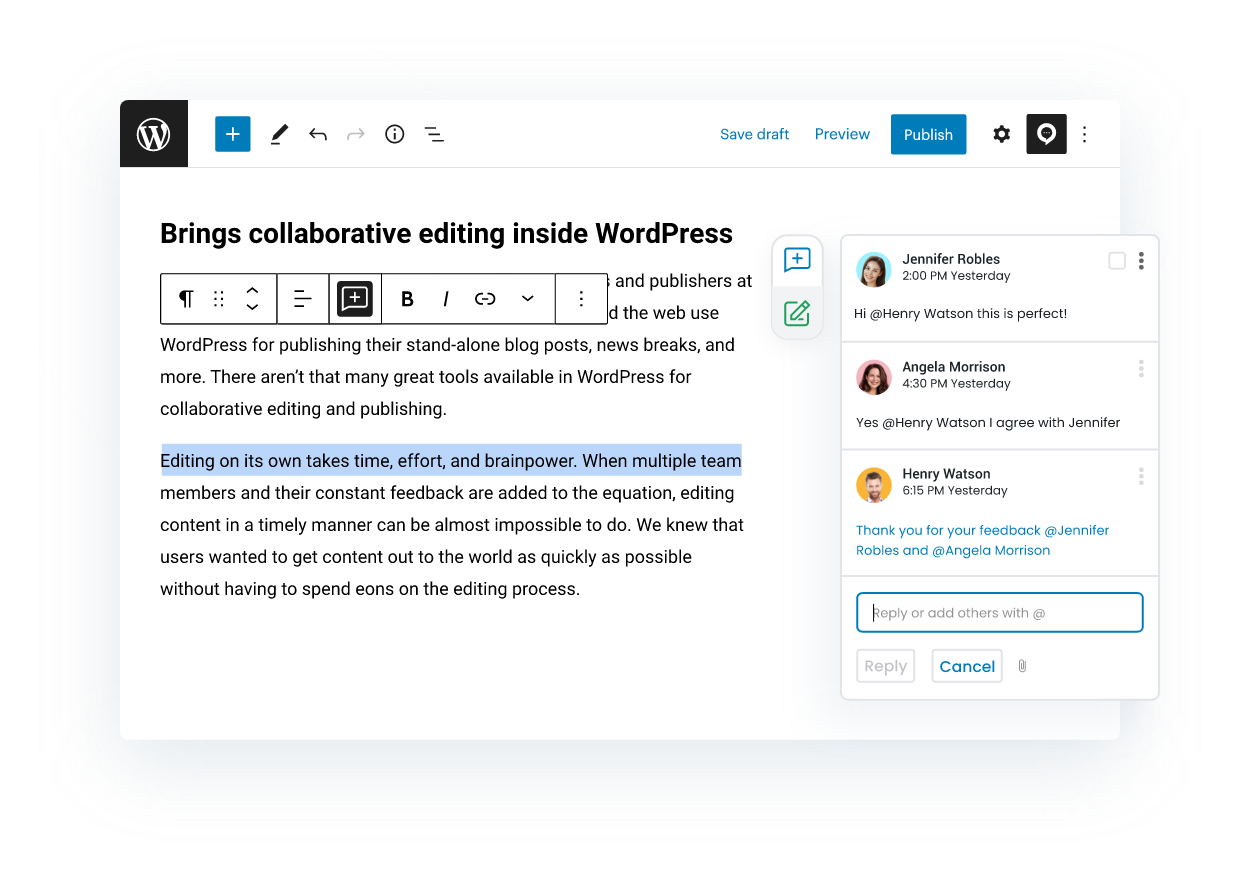 Save draft
Preview
Publish
Brings collaborative editing inside WordPress
and publishers at
the web use
WordPress for publishing their stand-alone blog posts, news breaks, and
more. There aren’t that many great tools available in WordPress for
collaborative editing and publishing.
Editing on its own takes time, effort, and brainpower. When multiple team
members and their constant feedback are added to the equation, editing
content in a timely manner can be almost impossible to do. We knew that
users wanted to get content out to the world as quickly as possible
without having to spend eons on the editing process.
B I
Jennifer Robles
2:00 PM Yesterday
Hi @Henry Watson this is perfect!
Angela Morrison
4:30 PM Yesterday
Yes @Henry Watson I agree with Jennifer
Henry Watson
6:15 PM Yesterday
Thank you for your feedback @Jennifer
Robles and @Angela Morrison
Reply or add others with @
Reply
Cancel